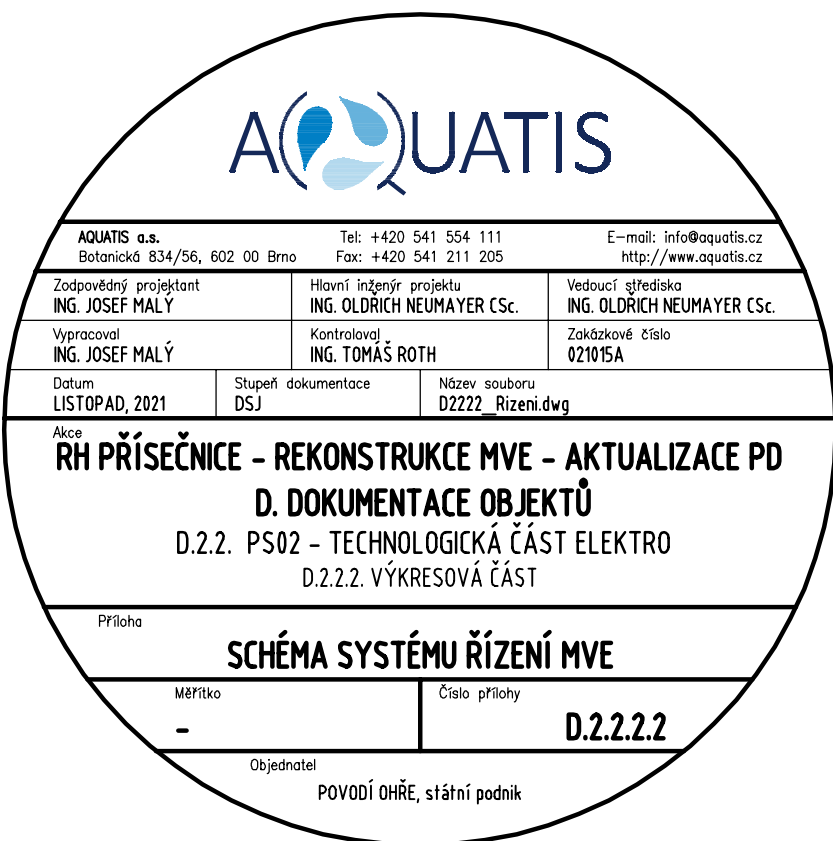 AQUATIS
AQUATIS a.s. Tel: +420 541 554 111 E-mail: info@aquatis.cz
Botanická 834/56, 602 00 Brno Fax: +420 541 211 205 http://www.aquatis.cz
Zodpovědný projektant Hlavní inženýr projektu Vedoucí střediska
ING. JOSEF MALÝ ING. OLDŘICH NEUMAYER CSc. ING. OLDŘICH NEUMAYER CSc.
Vypracoval Kontroloval Zakázkové číslo
ING. JOSEF MALÝ ING. TOMÁŠ ROTH 021015A
Datum Stupeň dokumentace Název souboru
LISTOPAD, 2021 DSJ D2222_Rizeni.dwg
Akce
RH PŘÍSEČNICE - REKONSTRUKCE MVE - AKTUALIZACE PD
D. DOKUMENTACE OBJEKTŮ
D.2.2. PS02 - TECHNOLOGICKÁ ČÁST ELEKTRO
D.2.2.2. VÝKRESOVÁ ČÁST
Příloha
SCHÉMA SYSTÉMU ŘÍZENÍ MVE
Měřítko Číslo přílohy
- D.2.2.2.2
Objednatel
POVODÍ OHŘE, státní podnik